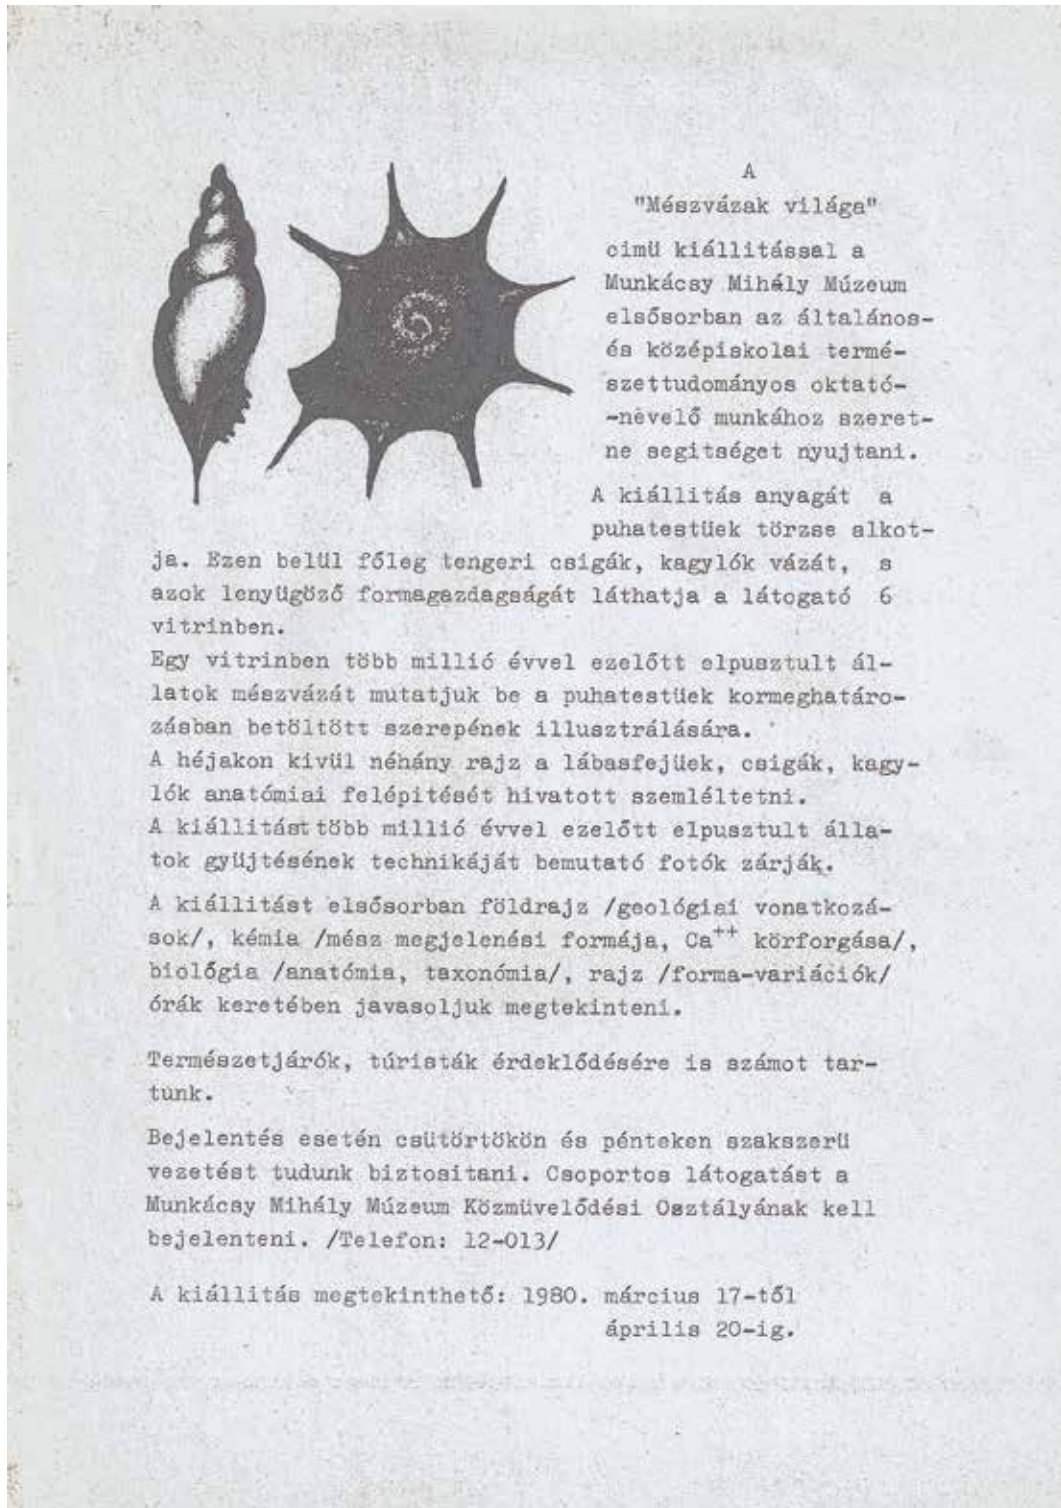 A
"Mészvázak világa"
cimü kiállitással a
Munkácsy Mihály Múzeum
elsősorban az általános-
és középiskolai termé-
szettudományos oktató-
-nevelő munkához szeret-
ne segitséget nyujtani.
A kiállitás anyagát a
puhatestüek törzse alkot-
ja. Ezen belül főleg tengeri csigák, kagylók vázát, s
azok lenyügöző formagazdagságát láthatja a látogató 6
vitrinben.
Egy vitrinben több millió évvel ezelőtt elpusztult ál-
latok mészvázát mutatjuk be a puhatestüek kormeghatáro-
zásban betöltött szerepének illusztrálására.
A héjakon kivül néhány rajz a lábasfejüek, csigák, kagy-
lók anatómiai felépitését hivatott szemléltetni.
A kiállitást több millió évvel ezelőtt elpusztult álla-
tok gyüjtésének technikáját bemutató fotók zárják.
A kiállitást elsősorban földrajz /geológiai vonatkozá-
sok/, kémia /mész megjelenési formája, Ca⁺⁺ körforgása/,
biológia /anatómia, taxonómia/, rajz /forma-variációk/
órák keretében javasoljuk megtekinteni.
Természetjárók, túristák érdeklődésére is számot tar-
tunk.
Bejelentés esetén csütörtökön és pénteken szakszerü
vezetést tudunk biztositani. Csoportos látogatást a
Munkácsy Mihály Múzeum Közmüvelődési Osztályának kell
bejelenteni. /Telefon: 12-013/
A kiállitás megtekinthető: 1980. március 17-től
április 20-ig.